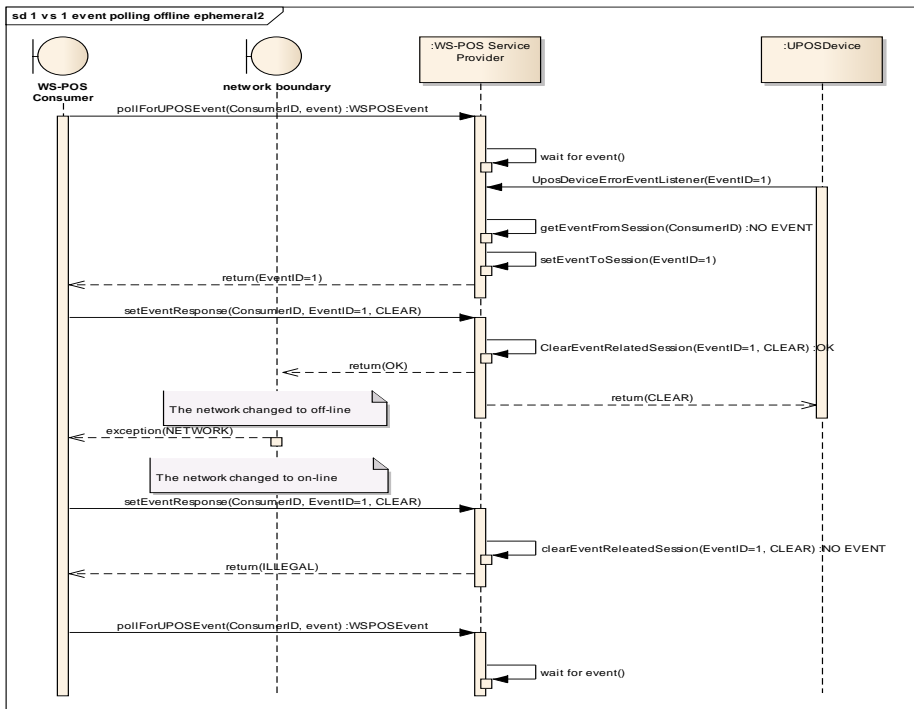 sd 1 vs 1 event polling offline ephemeral2
:WS-POS Service
Provider
:UPOSDevice
WS-POS
Consumer
network boundary
pollForUPOSEvent(ConsumerID, event) :WSPOSEvent
wait for event()
UposDeviceErrorEventListener(EventID=1)
getEventFromSession(ConsumerID) :NO EVENT
setEventToSession(EventID=1)
return(EventID=1)
setEventResponse(ConsumerID, EventID=1, CLEAR)
ClearEventRelatedSession(EventID=1, CLEAR) :OK
return(OK)
return(CLEAR)
The network changed to off-line
exception(NETWORK)
The network changed to on-line
setEventResponse(ConsumerID, EventID=1, CLEAR)
clearEventReleatedSession(EventID=1, CLEAR) :NO EVENT
return(ILLEGAL)
pollForUPOSEvent(ConsumerID, event) :WSPOSEvent
wait for event()